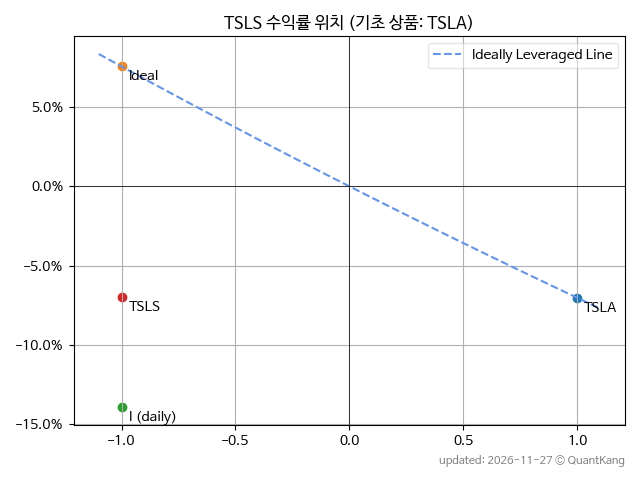 TSLS 수익률 위치 (기초 상품: TSLA)
Ideally Leveraged Line
Ideal
5.0%
0.0%
−5.0%
TSLS
TSLA
−10.0%
I (daily)
−15.0%
−1.0
−0.5
0.0
0.5
1.0
updated: 2026-11-27 © QuantKang